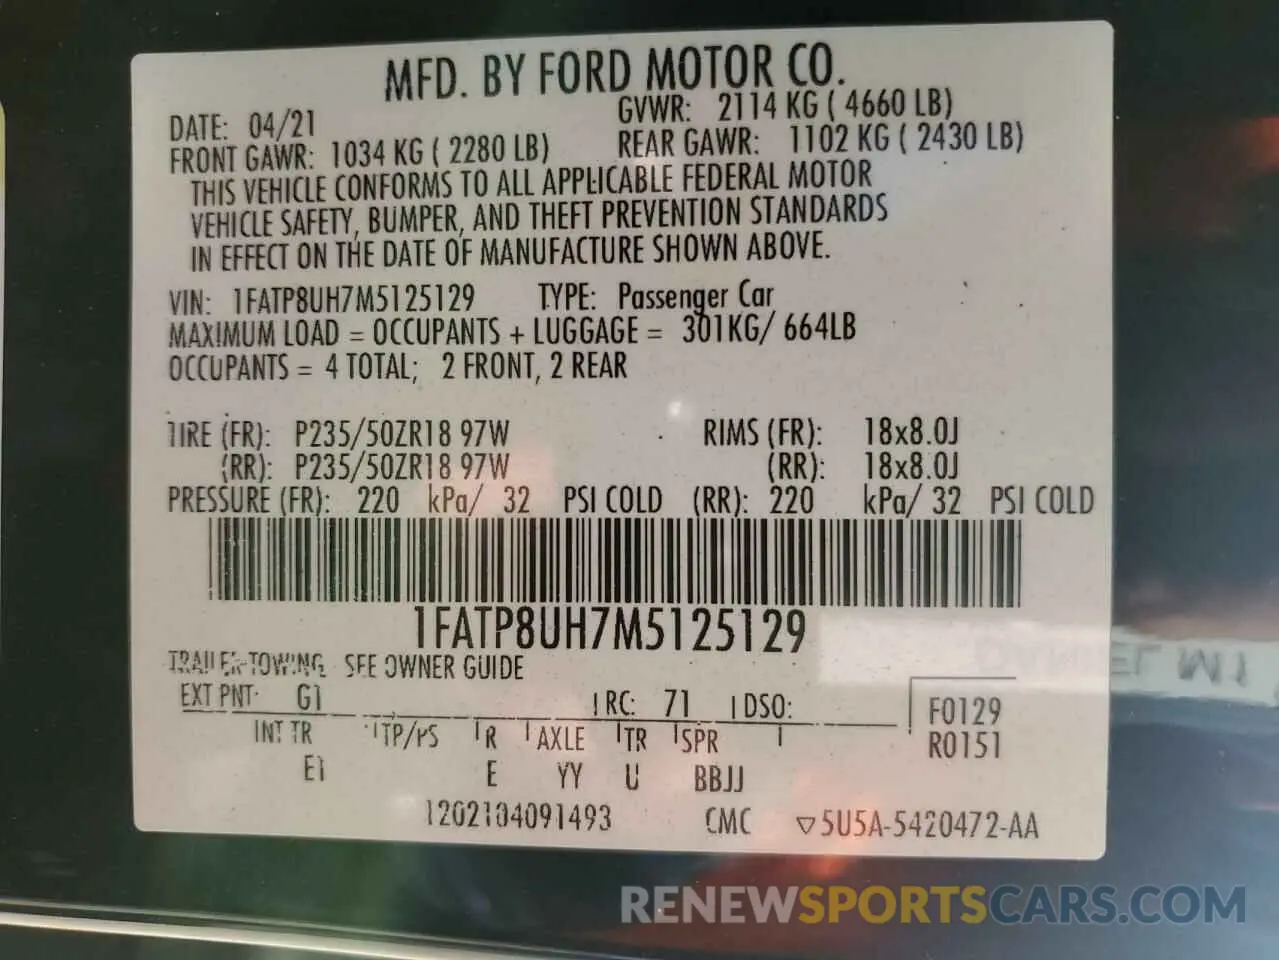 MFD. BY FORD MOTOR CO.
DATE: 04/21 GVWR: 2114 KG ( 4660 LB)
FRONT GAWR: 1034 KG ( 2280 LB) REAR GAWR: 1102 KG ( 2430 LB)
THIS VEHICLE CONFORMS TO ALL APPLICABLE FEDERAL MOTOR
VEHICLE SAFETY, BUMPER, AND THEFT PREVENTION STANDARDS
IN EFFECT ON THE DATE OF MANUFACTURE SHOWN ABOVE.
VIN: 1FATP8UH7M5125129 TYPE: Passenger Car
MAXIMUM LOAD = OCCUPANTS + LUGGAGE = 301KG/ 664LB
OCCUPANTS = 4 TOTAL; 2 FRONT, 2 REAR
TIRE (FR): P235/50ZR18 97W RIMS (FR): 18x8.0J
(RR): P235/50ZR18 97W (RR): 18x8.0J
PRESSURE (FR): 220 kPa/ 32 PSI COLD (RR): 220 kPa/ 32 PSI COLD
1FATP8UH7M5125129
TRAILER-TOWING SEE OWNER GUIDE
EXT PNT: G1 RC: 71 DSO: F0129
INT TR TP/PS R AXLE TR SPR R0151
E1 E YY U BBJJ
1202104091493 CMC 5U5A-5420472-AA
RENEWSPORTSCARS.COM